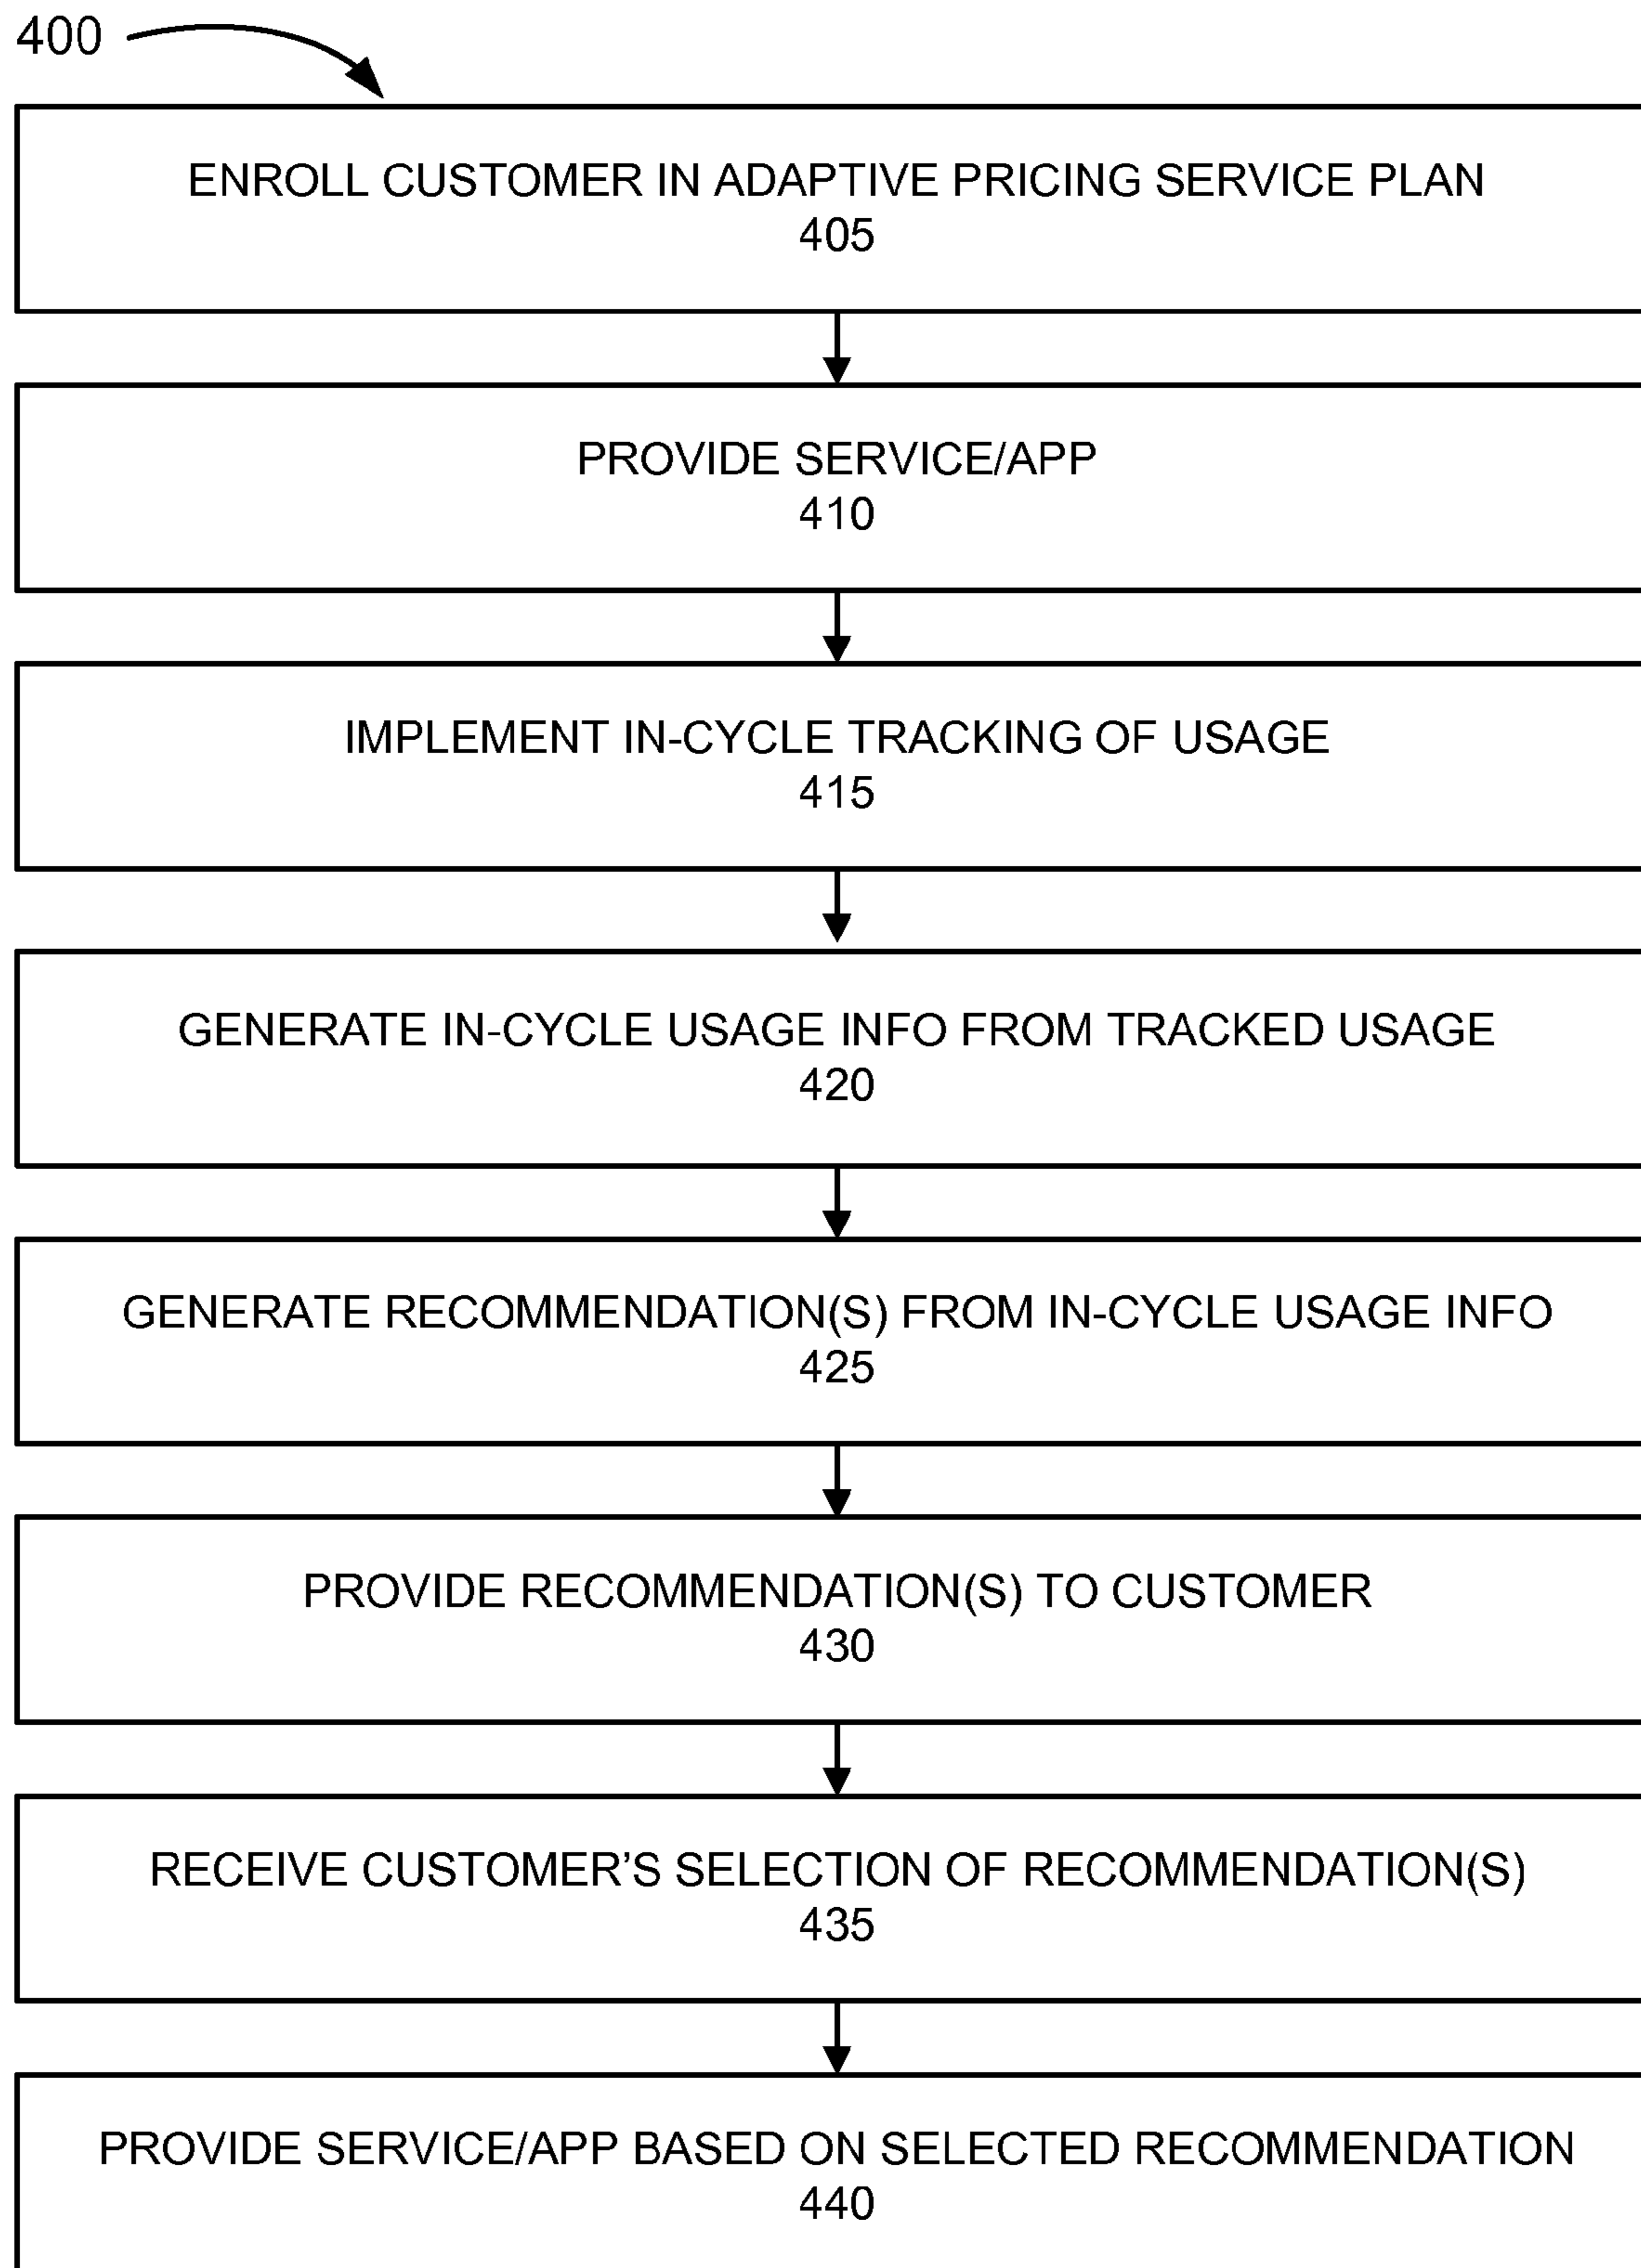 400
ENROLL CUSTOMER IN ADAPTIVE PRICING SERVICE PLAN
405
PROVIDE SERVICE/APP
410
IMPLEMENT IN-CYCLE TRACKING OF USAGE
415
GENERATE IN-CYCLE USAGE INFO FROM TRACKED USAGE
420
GENERATE RECOMMENDATION(S) FROM IN-CYCLE USAGE INFO
425
PROVIDE RECOMMENDATION(S) TO CUSTOMER
430
RECEIVE CUSTOMER’S SELECTION OF RECOMMENDATION(S)
435
PROVIDE SERVICE/APP BASED ON SELECTED RECOMMENDATION
440